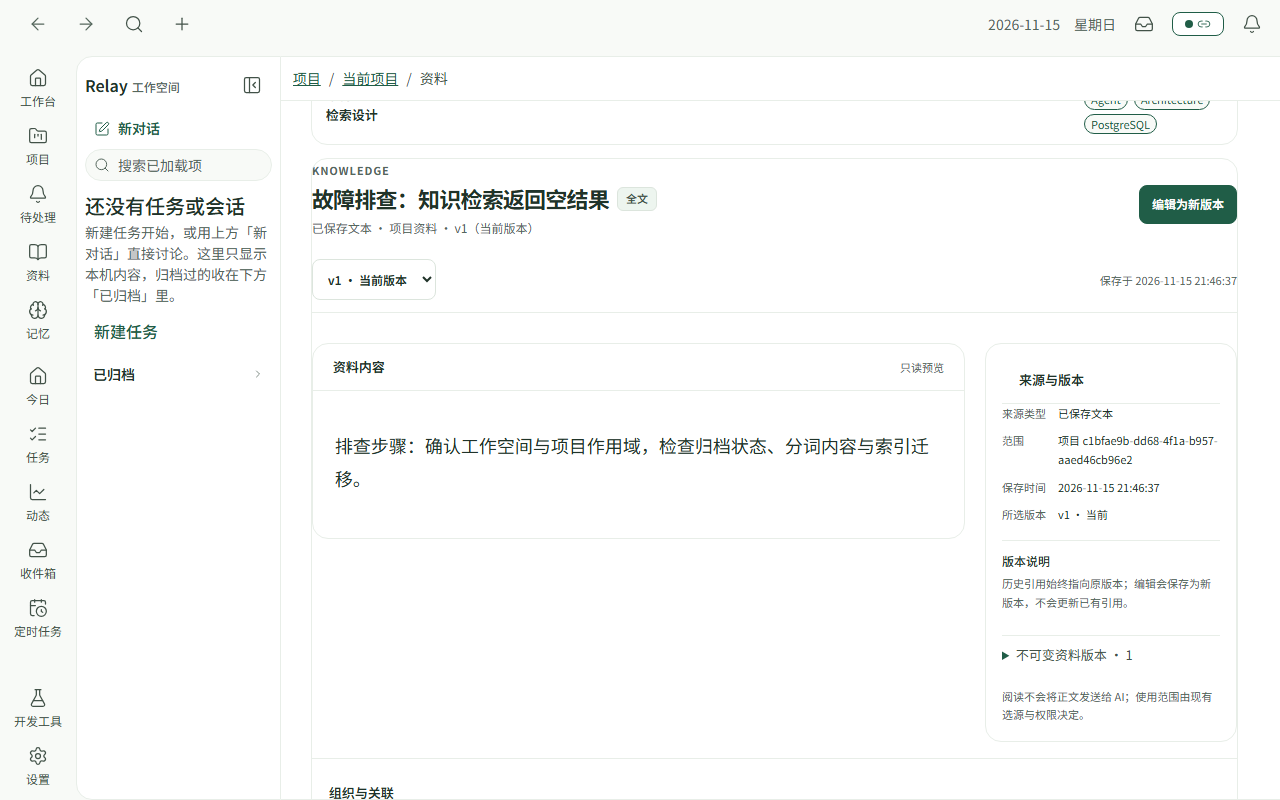 2026-11-15 星期日
工作台
项目
待处理
资料
记忆
今日
任务
动态
收件箱
定时任务
开发工具
设置
Relay 工作空间
新对话
搜索已加载项
还没有任务或会话
新建任务开始，或用上方「新
对话」直接讨论。这里只显示
本机内容，归档过的收在下方
「已归档」里。
新建任务
已归档
项目 / 当前项目 / 资料
检索设计
Agent Architecture
PostgreSQL
KNOWLEDGE
故障排查：知识检索返回空结果 全文
编辑为新版本
已保存文本 · 项目资料 · v1（当前版本）
v1 · 当前版本
保存于 2026-11-15 21:46:37
资料内容
只读预览
排查步骤：确认工作空间与项目作用域，检查归档状态、分词内容与索引迁
移。
来源与版本
来源类型 已保存文本
范围 项目 c1bfae9b-dd68-4f1a-b957-
aaed46cb96e2
保存时间 2026-11-15 21:46:37
所选版本 v1 · 当前
版本说明
历史引用始终指向原版本；编辑会保存为新
版本，不会更新已有引用。
不可变资料版本 · 1
阅读不会将正文发送给 AI；使用范围由现有
选源与权限决定。
组织与关联